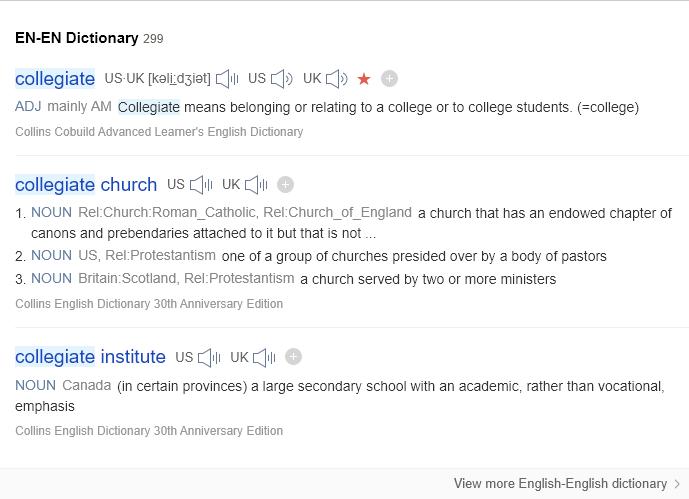 EN-EN Dictionary 299
collegiate US·UK [kəli͟ːdʒiət] US UK
ADJ mainly AM Collegiate means belonging or relating to a college or to college students. (=college)
Collins Cobuild Advanced Learner's English Dictionary
collegiate church US UK
1. NOUN Rel:Church:Roman_Catholic, Rel:Church_of_England a church that has an endowed chapter of
canons and prebendaries attached to it but that is not ...
2. NOUN US, Rel:Protestantism one of a group of churches presided over by a body of pastors
3. NOUN Britain:Scotland, Rel:Protestantism a church served by two or more ministers
Collins English Dictionary 30th Anniversary Edition
collegiate institute US UK
NOUN Canada (in certain provinces) a large secondary school with an academic, rather than vocational,
emphasis
Collins English Dictionary 30th Anniversary Edition
View more English-English dictionary